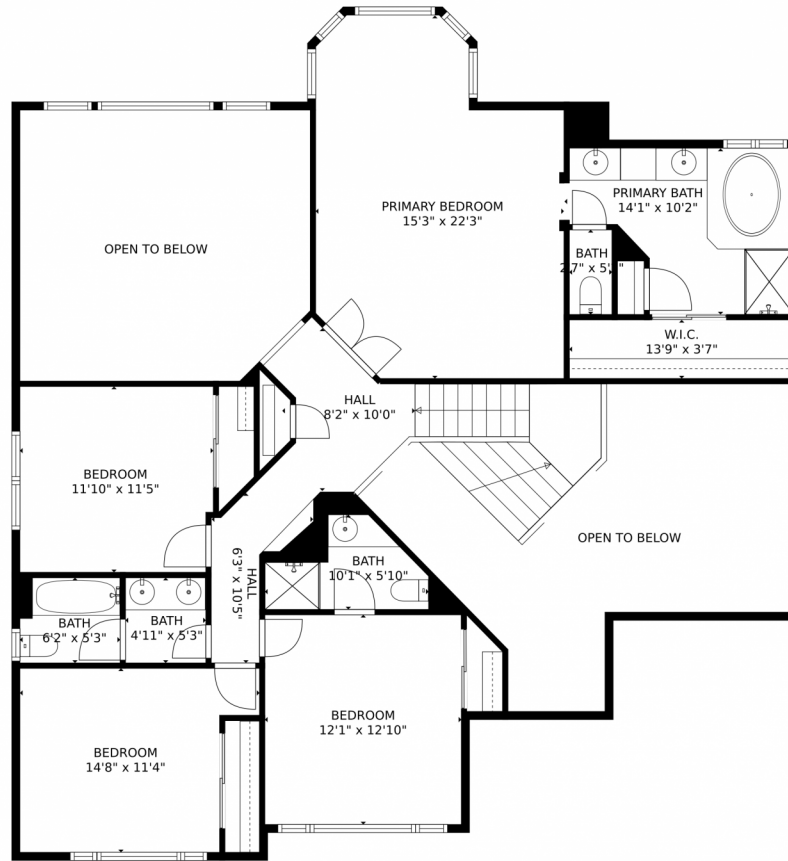 PRIMARY BEDROOM
15'3" x 22'3"
PRIMARY BATH
14'1" x 10'2"
OPEN TO BELOW
BATH
W.I.C.
13'9" x 3'7"
HALL
8'2" x 10'0"
BEDROOM
11'10" x 11'5"
OPEN TO BELOW
HALL
6'3" x 10'5"
BATH
10'1" x 5'10"
BATH
6'2" x 5'3"
BATH
4'11" x 5'3"
BEDROOM
12'1" x 12'10"
BEDROOM
14'8" x 11'4"